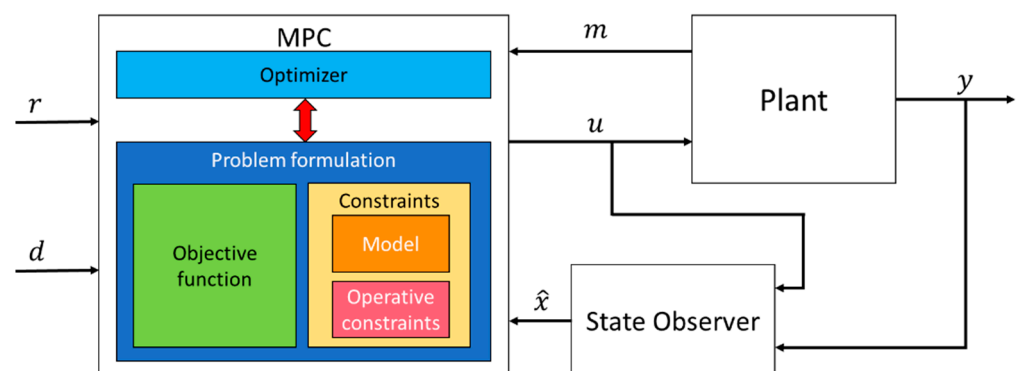 MPC
Optimizer
Problem formulation
Objective
function
Constraints
Model
Operative
constraints
r
d
m
u
Plant
y
x̂
State Observer